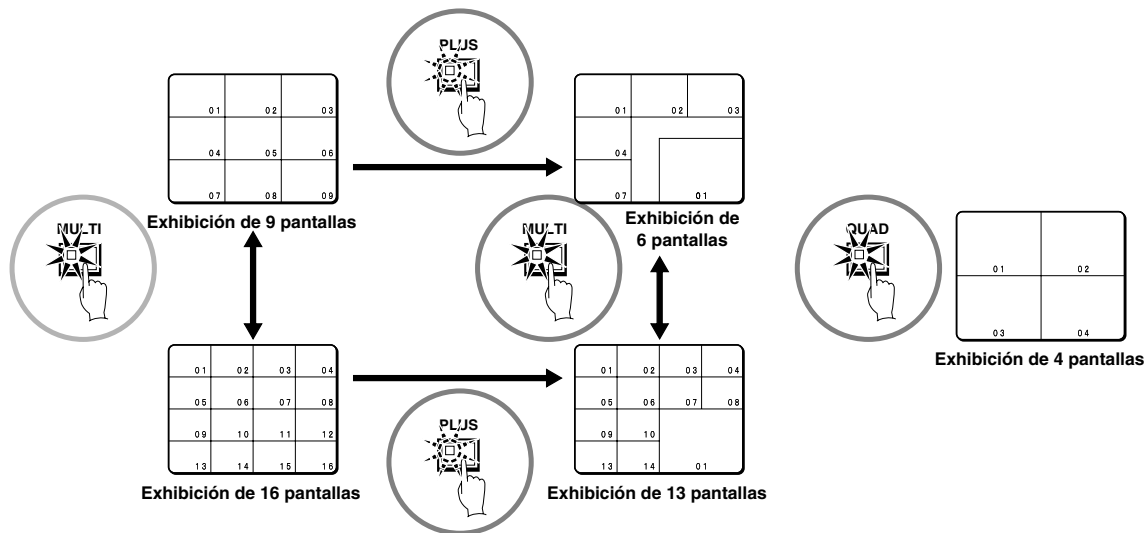 PLUS
01 02 03
04 05 06
07 08 09
Exhibición de 9 pantallas
01 02 03
04
07 01
Exhibición de
6 pantallas
MULTI
MULTI
QUAD
01 02
03 04
Exhibición de 4 pantallas
01 02 03 04
05 06 07 08
09 10 11 12
13 14 15 16
Exhibición de 16 pantallas
PLUS
01 02 03 04
05 06 07 08
09 10
13 14 01
Exhibición de 13 pantallas